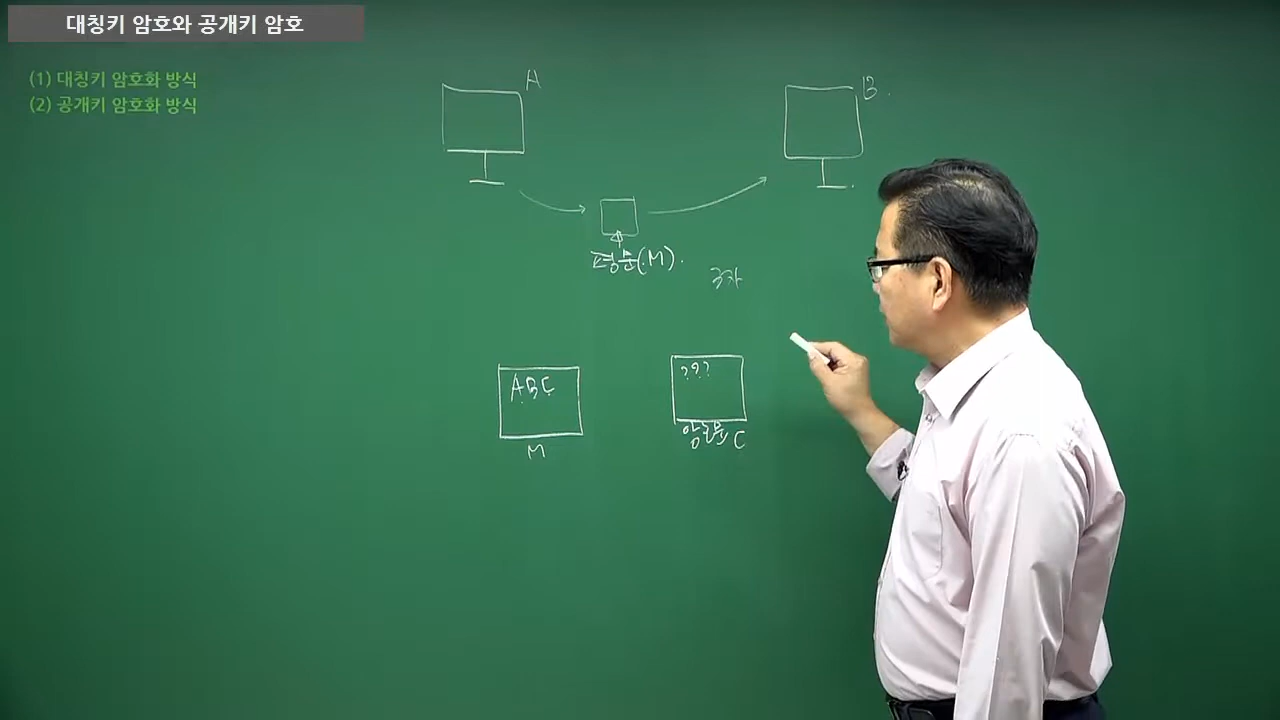 대칭키 암호와 공개키 암호
(1) 대칭키 암호화 방식
(2) 공개키 암호화 방식
A
B.
평문(M).
3자
ABC
???
M
암호문 C